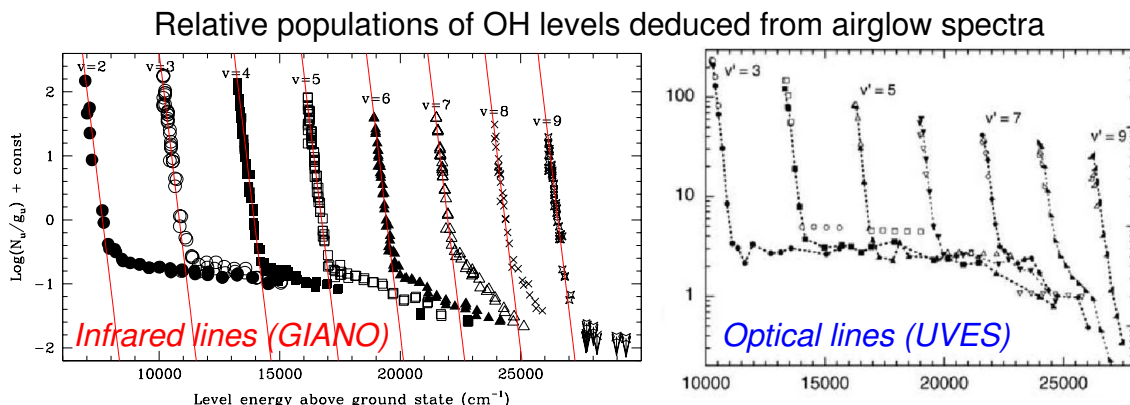 Relative populations of OH levels deduced from airglow spectra
Log(Nu/gu) + const
2
1
0
-1
-2
v=2
v=3
v=4
v=5
v=6
v=7
v=8
v=9
Infrared lines (GIANO)
10000 15000 20000 25000
Level energy above ground state (cm⁻¹)
100
10
1
v' = 3
v' = 5
v' = 7
v' = 9
Optical lines (UVES)
10000 15000 20000 25000